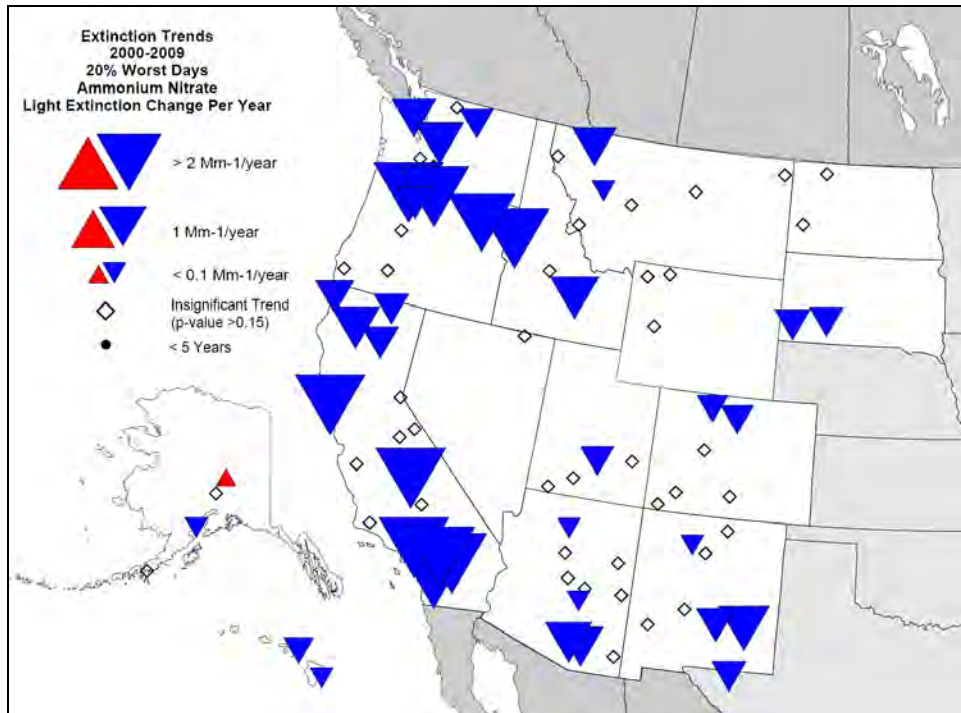 Extinction Trends
2000-2009
20% Worst Days
Ammonium Nitrate
Light Extinction Change Per Year
> 2 Mm-1/year
1 Mm-1/year
< 0.1 Mm-1/year
Insignificant Trend
(p-value >0.15)
< 5 Years